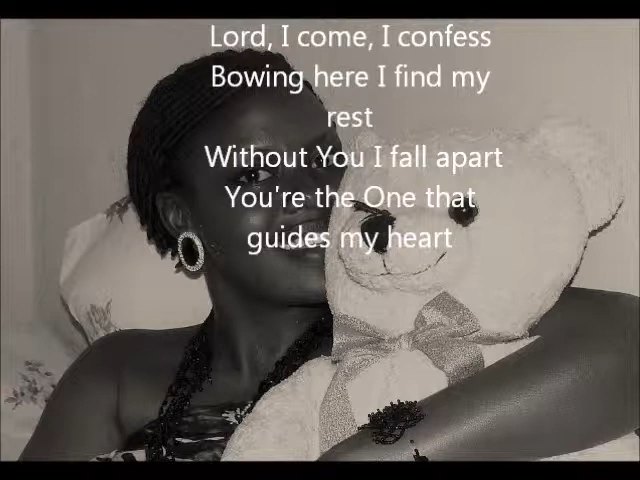 Lord, I come, I confess
Bowing here I find my
rest
Without You I fall apart
You're the One that
guides my heart